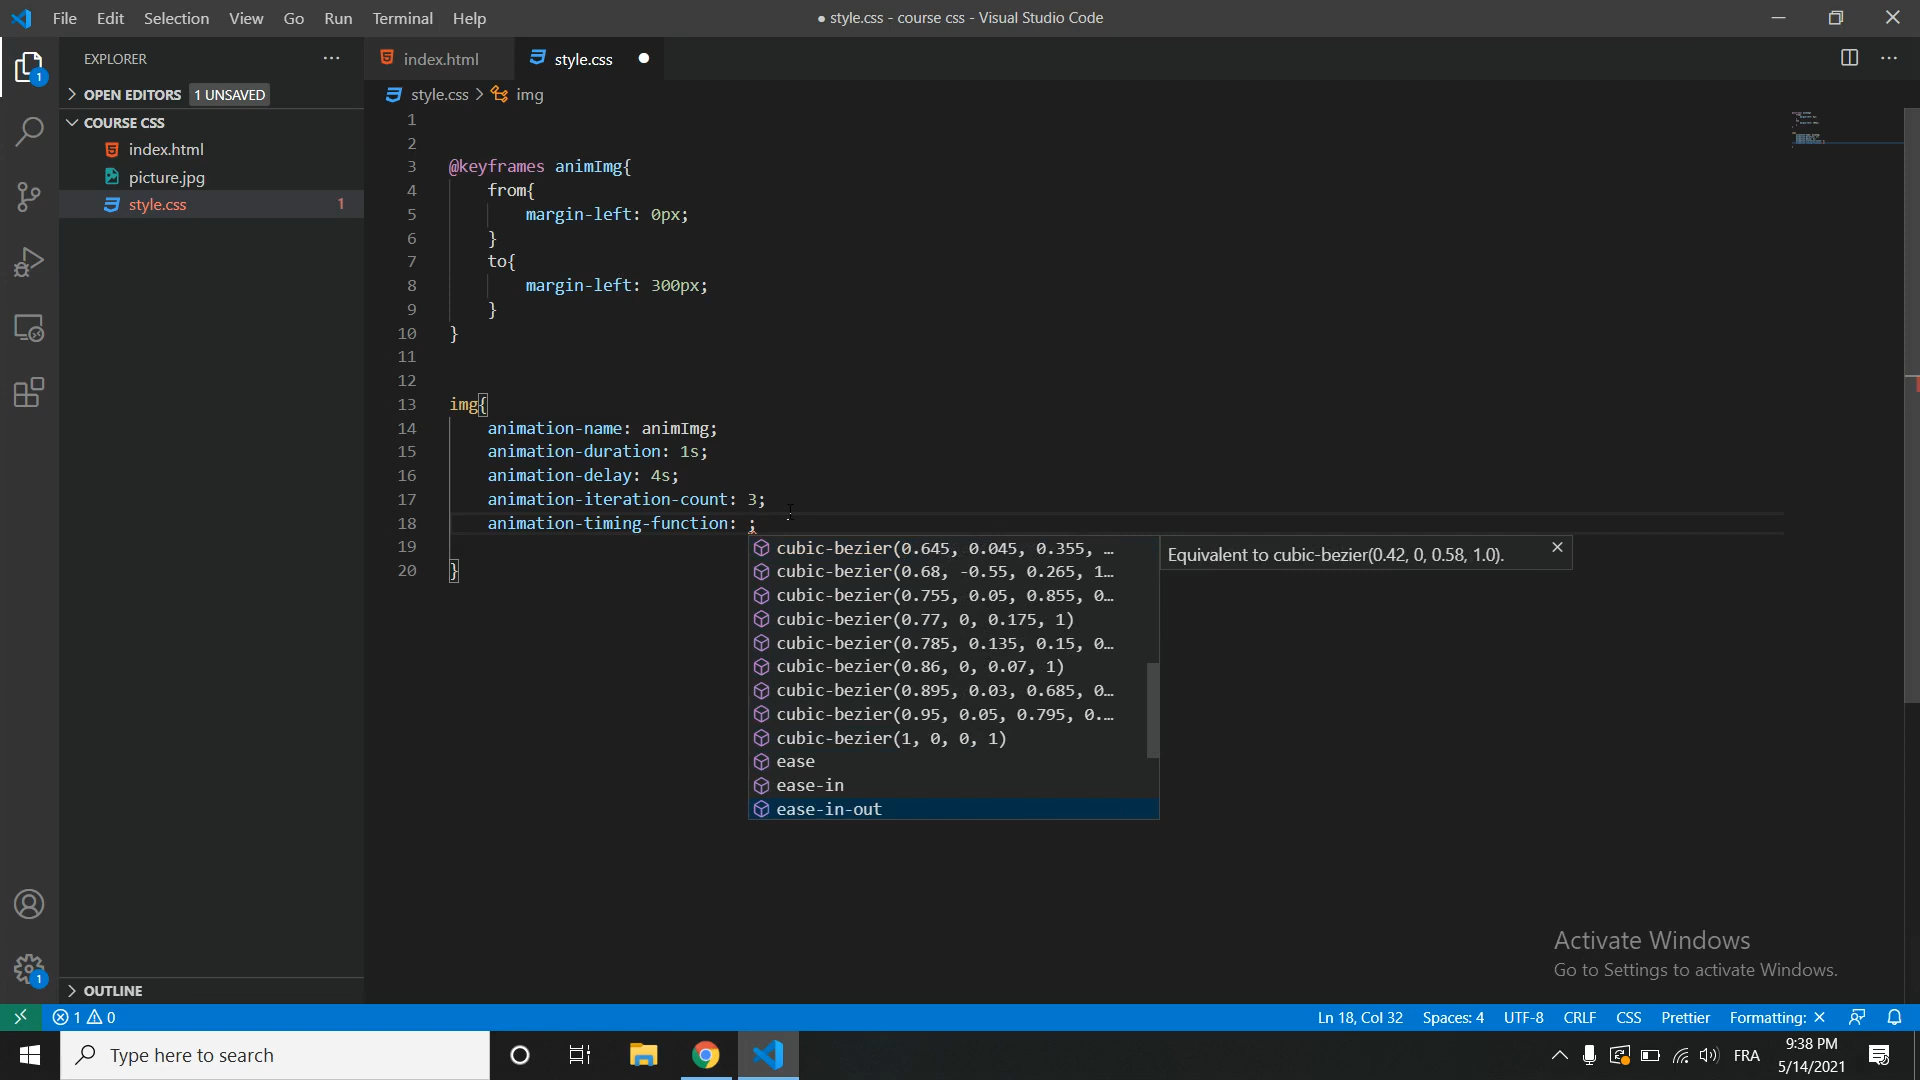 File Edit Selection View Go Run Terminal Help
● style.css - course css - Visual Studio Code
EXPLORER
index.html
style.css
OPEN EDITORS 1 UNSAVED
style.css > img
COURSE CSS
index.html
picture.jpg
style.css 1
1
2
3 @keyframes animImg{
4 from{
5 margin-left: 0px;
6 }
7 to{
8 margin-left: 300px;
9 }
10 }
11
12
13 img{
14 animation-name: animImg;
15 animation-duration: 1s;
16 animation-delay: 4s;
17 animation-iteration-count: 3;
18 animation-timing-function: ;
19
20 }
cubic-bezier(0.645, 0.045, 0.355, …
cubic-bezier(0.68, -0.55, 0.265, 1…
cubic-bezier(0.755, 0.05, 0.855, 0…
cubic-bezier(0.77, 0, 0.175, 1)
cubic-bezier(0.785, 0.135, 0.15, 0…
cubic-bezier(0.86, 0, 0.07, 1)
cubic-bezier(0.895, 0.03, 0.685, 0…
cubic-bezier(0.95, 0.05, 0.795, 0.…
cubic-bezier(1, 0, 0, 1)
ease
ease-in
ease-in-out
Equivalent to cubic-bezier(0.42, 0, 0.58, 1.0).
1
1
OUTLINE
Activate Windows
Go to Settings to activate Windows.
1 0
Ln 18, Col 32 Spaces: 4 UTF-8 CRLF CSS Prettier Formatting: ×
Type here to search
FRA
9:38 PM
5/14/2021